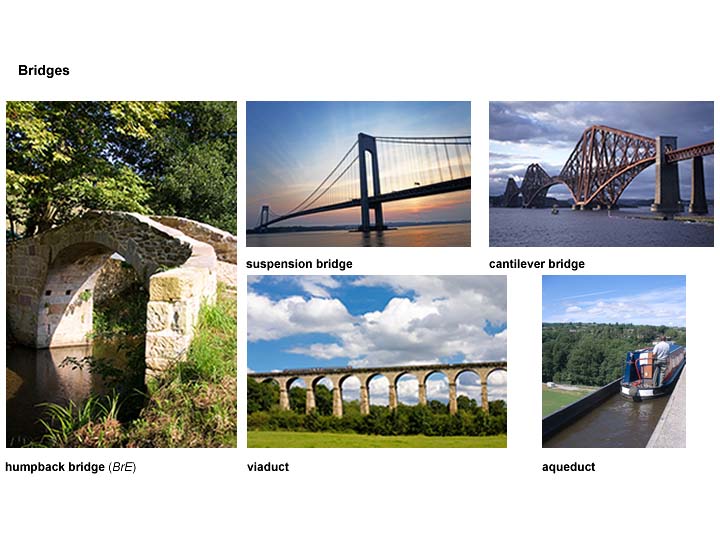 Bridges
suspension bridge
cantilever bridge
humpback bridge (BrE)
viaduct
aqueduct